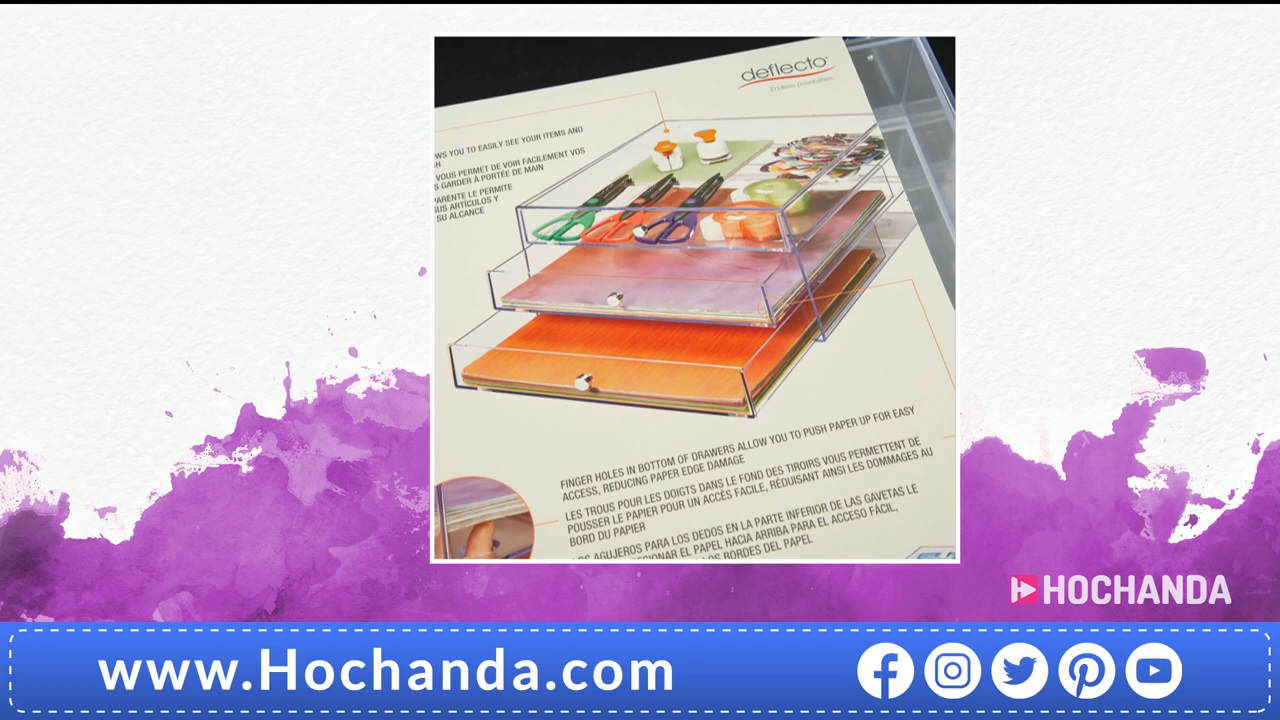 deflecto
Endless possibilities.
WS YOU TO EASILY SEE YOUR ITEMS AND
H
VOUS PERMET DE VOIR FACILEMENT VOS
S GARDER À PORTÉE DE MAIN
PARENTE LE PERMITE
SUS ARTÍCULOS Y
SU ALCANCE
FINGER HOLES IN BOTTOM OF DRAWERS ALLOW YOU TO PUSH PAPER UP FOR EASY
ACCESS, REDUCING PAPER EDGE DAMAGE
LES TROUS POUR LES DOIGTS DANS LE FOND DES TIROIRS VOUS PERMETTENT DE
POUSSER LE PAPIER POUR UN ACCÈS FACILE, RÉDUISANT AINSI LES DOMMAGES AU
BORD DU PAPIER
OS AGUJEROS PARA LOS DEDOS EN LA PARTE INFERIOR DE LAS GAVETAS LE
ESIONAR EL PAPEL HACIA ARRIBA PARA EL ACCESO FÁCIL,
LOS BORDES DEL PAPEL
HOCHANDA
www.Hochanda.com